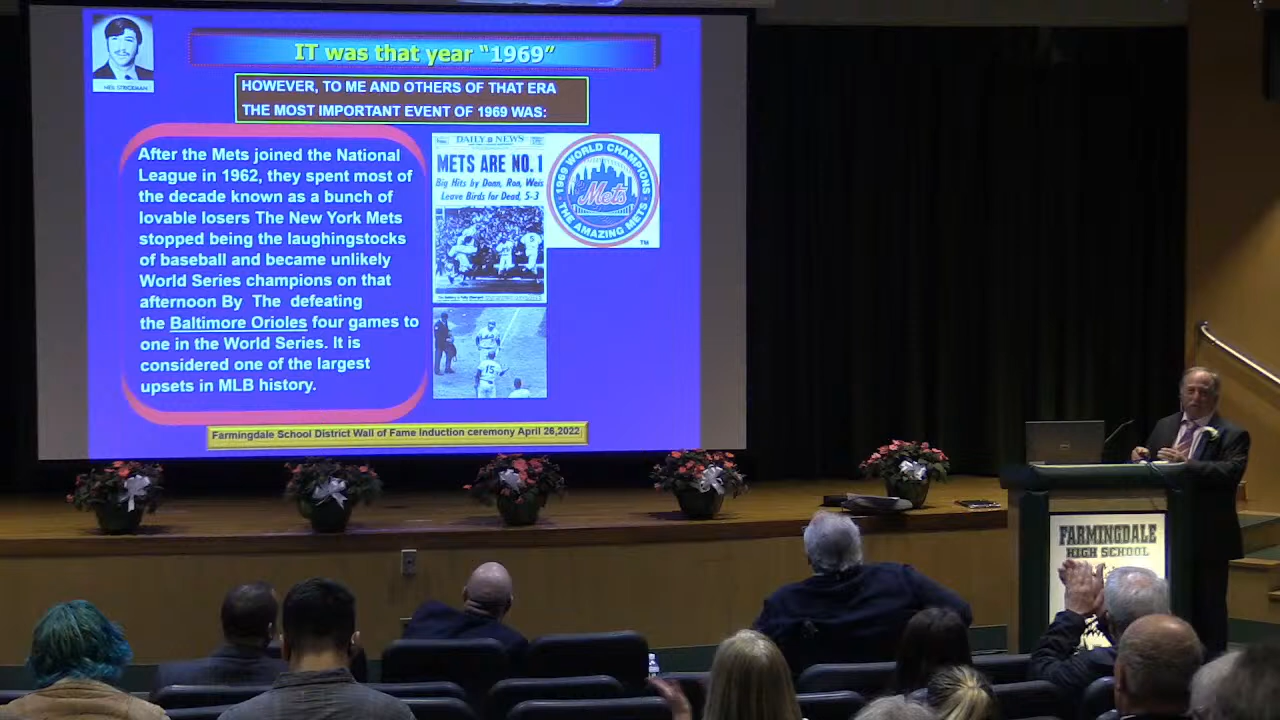 IT was that year “1969”
NEIL STRICKMAN
HOWEVER, TO ME AND OTHERS OF THAT ERA
THE MOST IMPORTANT EVENT OF 1969 WAS:
After the Mets joined the National
League in 1962, they spent most of
the decade known as a bunch of
lovable losers The New York Mets
stopped being the laughingstocks
of baseball and became unlikely
World Series champions on that
afternoon By The defeating
the Baltimore Orioles four games to
one in the World Series. It is
considered one of the largest
upsets in MLB history.
DAILY NEWS
METS ARE NO. 1
Big Hits by Donn, Ron, Weis
Leave Birds for Dead, 5-3
1969 WORLD CHAMPIONS
Mets
THE AMAZING METS
TM
5
15
Farmingdale School District Wall of Fame Induction ceremony April 26,2022
FARMINGDALE
HIGH SCHOOL